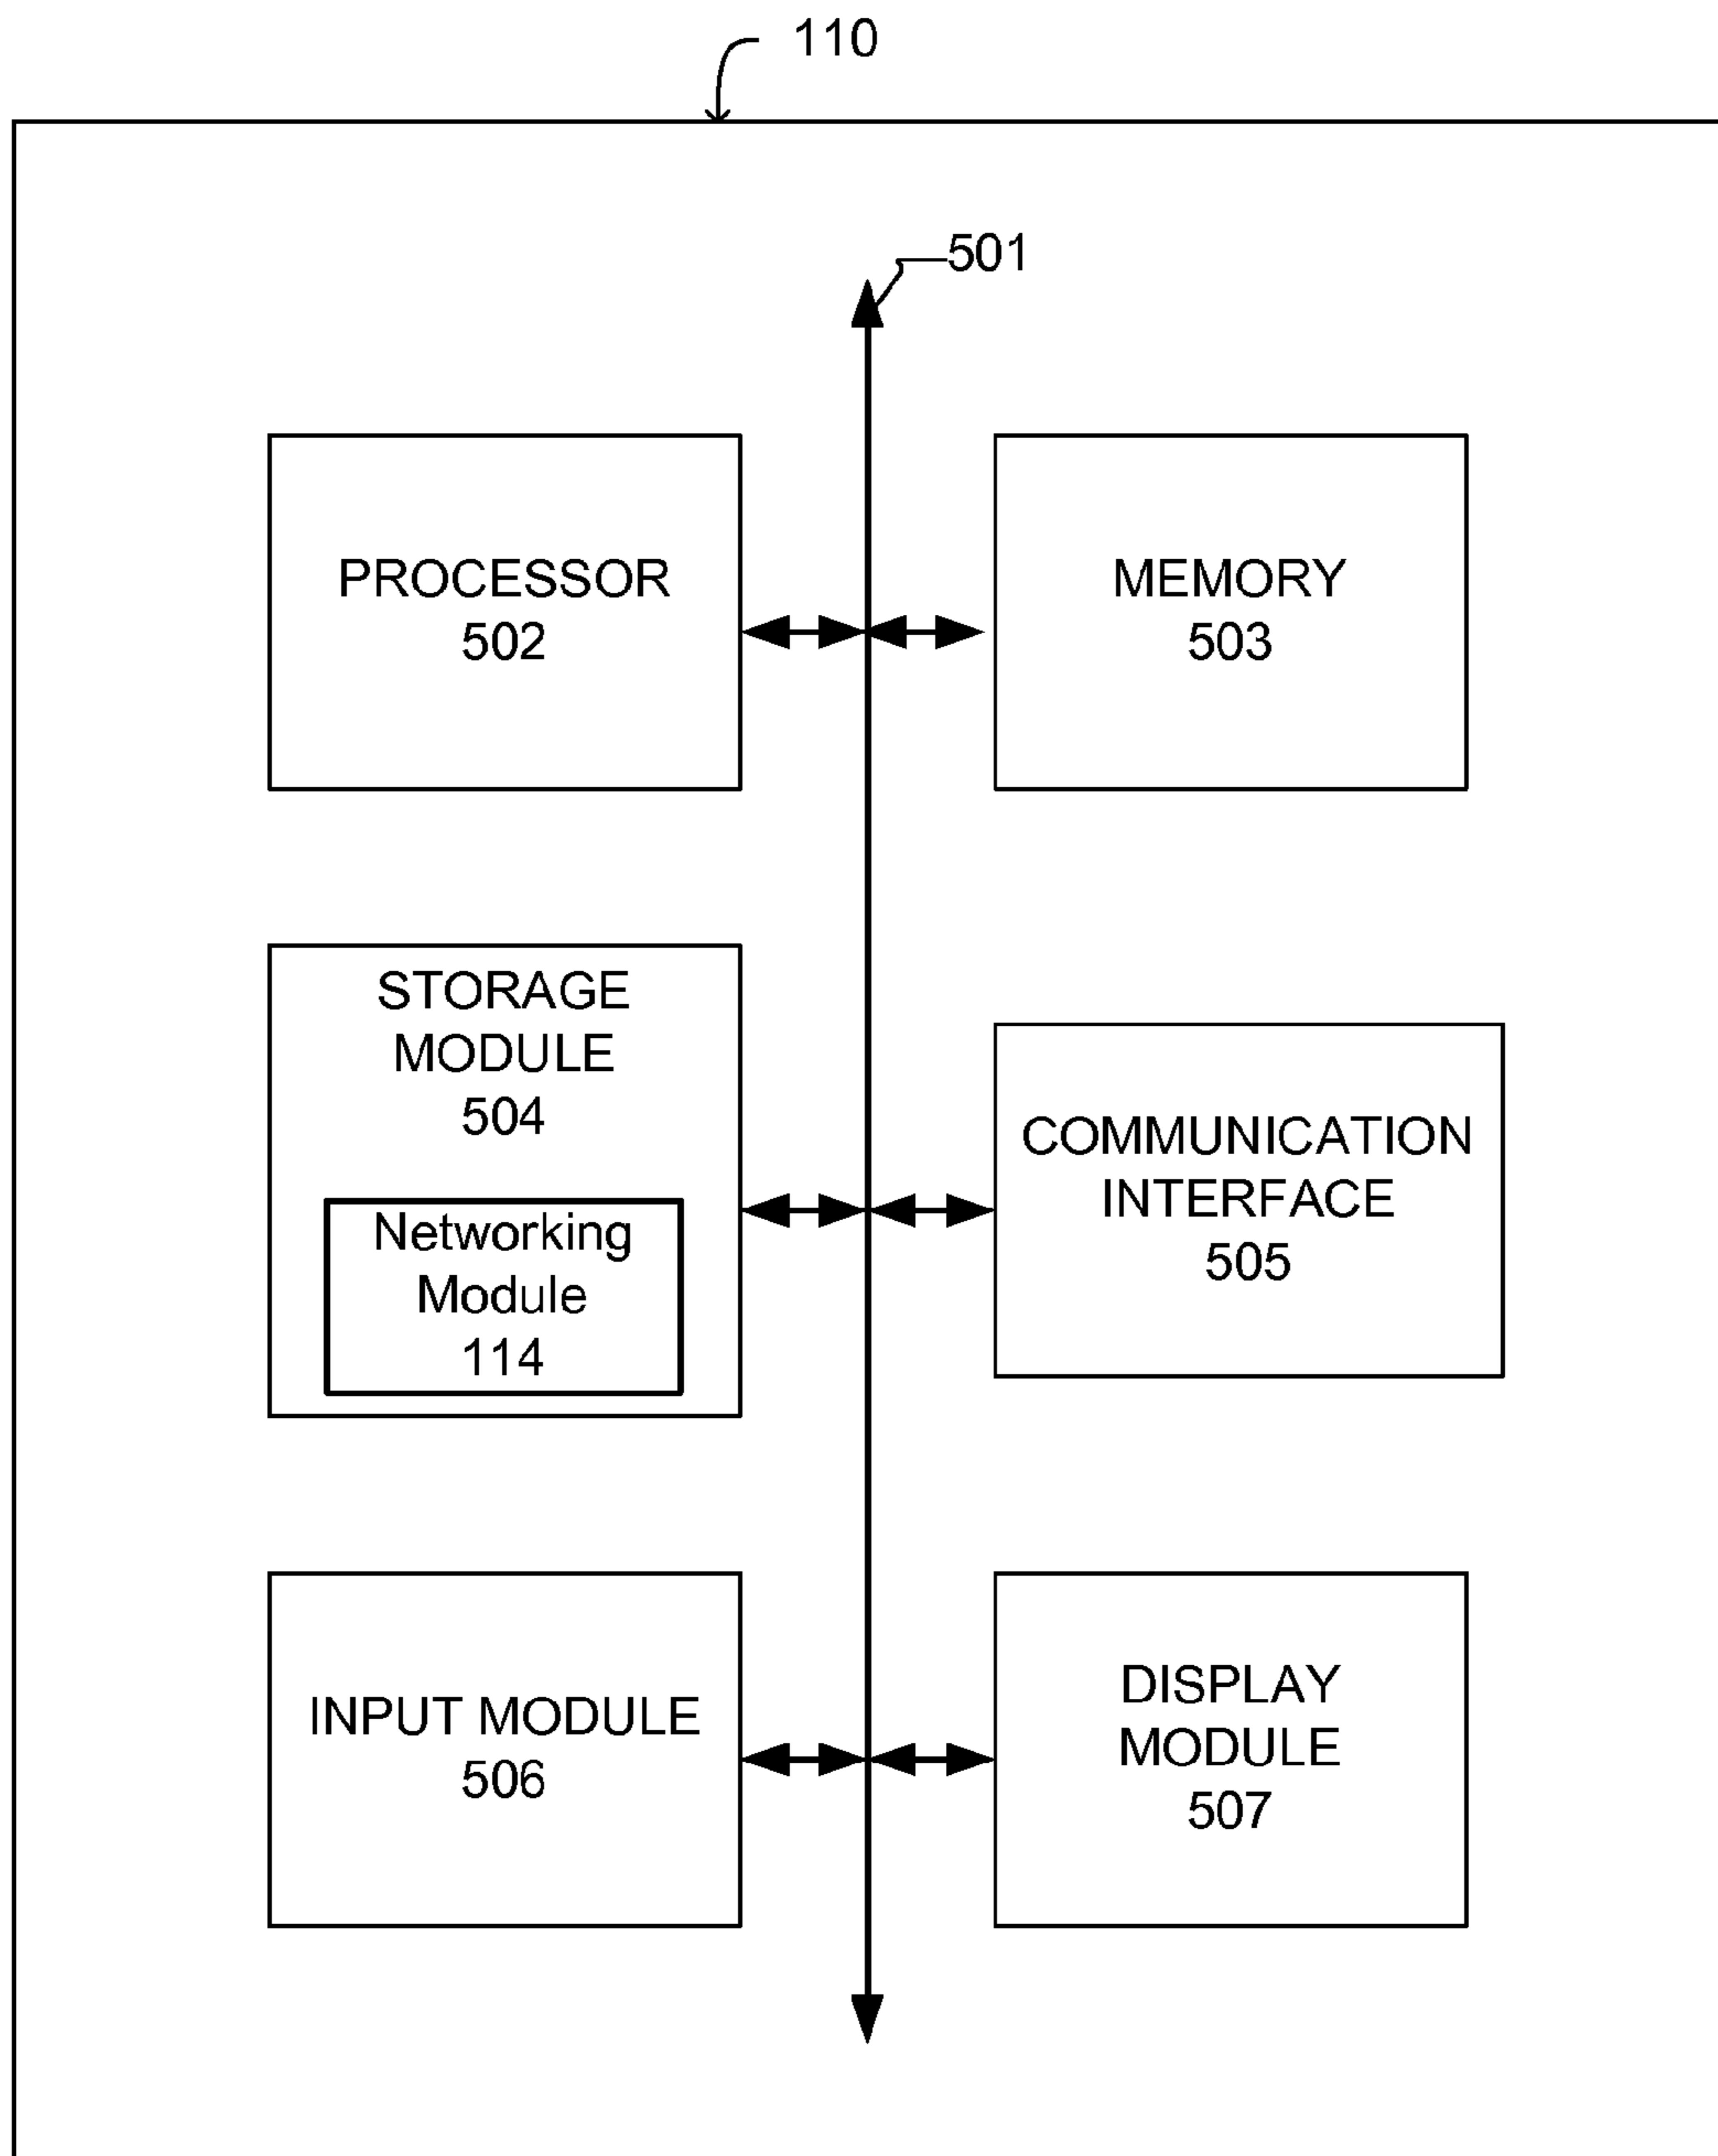 110
501
PROCESSOR
502
MEMORY
503
STORAGE
MODULE
504
Networking
Module
114
COMMUNICATION
INTERFACE
505
INPUT MODULE
506
DISPLAY
MODULE
507